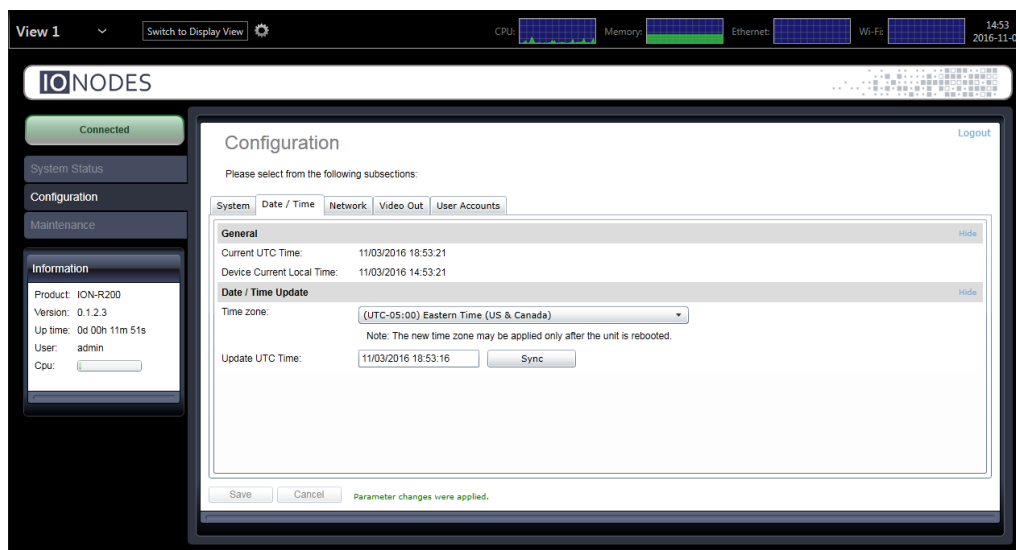 View 1 Switch to Display View CPU: Memory: Ethernet: Wi-Fi: 14:53
2016-11-0
IONODES
Connected
System Status
Configuration
Maintenance
Information
Product: ION-R200
Version: 0.1.2.3
Up time: 0d 00h 11m 51s
User: admin
Cpu:
Logout
Configuration
Please select from the following subsections:
System Date / Time Network Video Out User Accounts
General Hide
Current UTC Time: 11/03/2016 18:53:21
Device Current Local Time: 11/03/2016 14:53:21
Date / Time Update Hide
Time zone: (UTC-05:00) Eastern Time (US & Canada)
Note: The new time zone may be applied only after the unit is rebooted.
Update UTC Time: 11/03/2016 18:53:16 Sync
Save Cancel Parameter changes were applied.